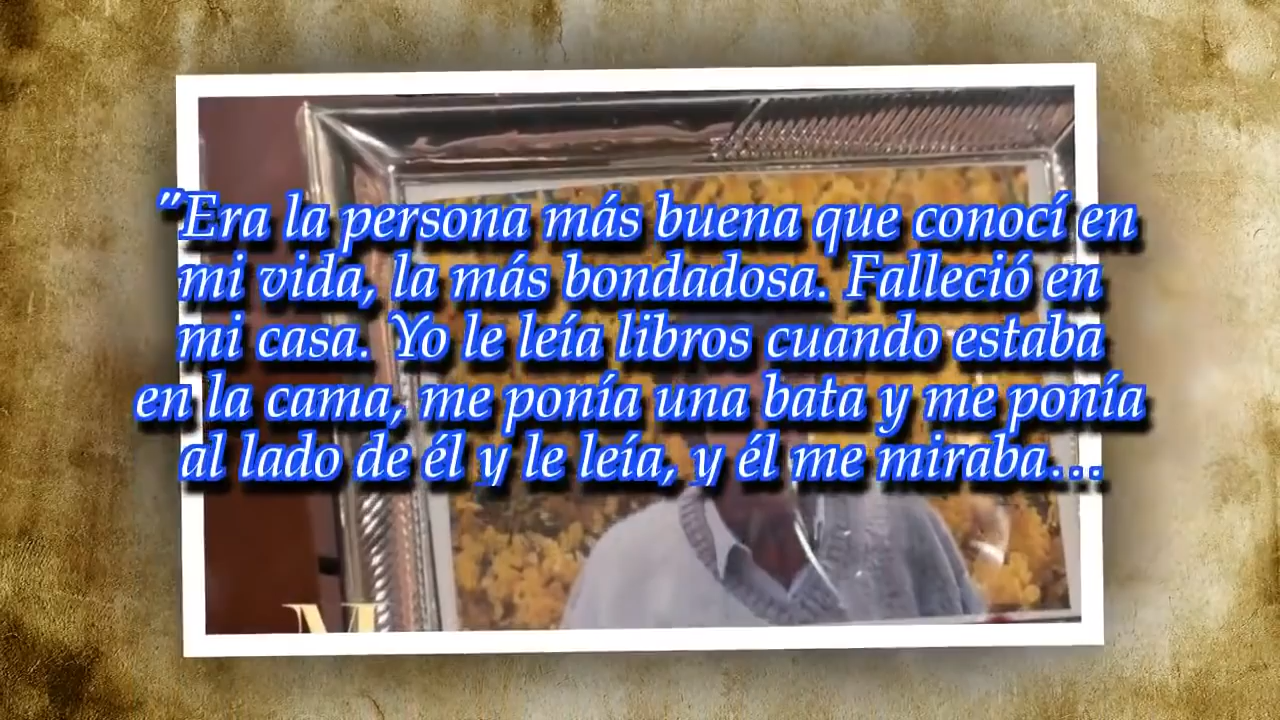 "Era la persona más buena que conocí en
mi vida, la más bondadosa. Falleció en
mi casa. Yo le leía libros cuando estaba
en la cama, me ponía una bata y me ponía
al lado de él y le leía, y él me miraba...
M